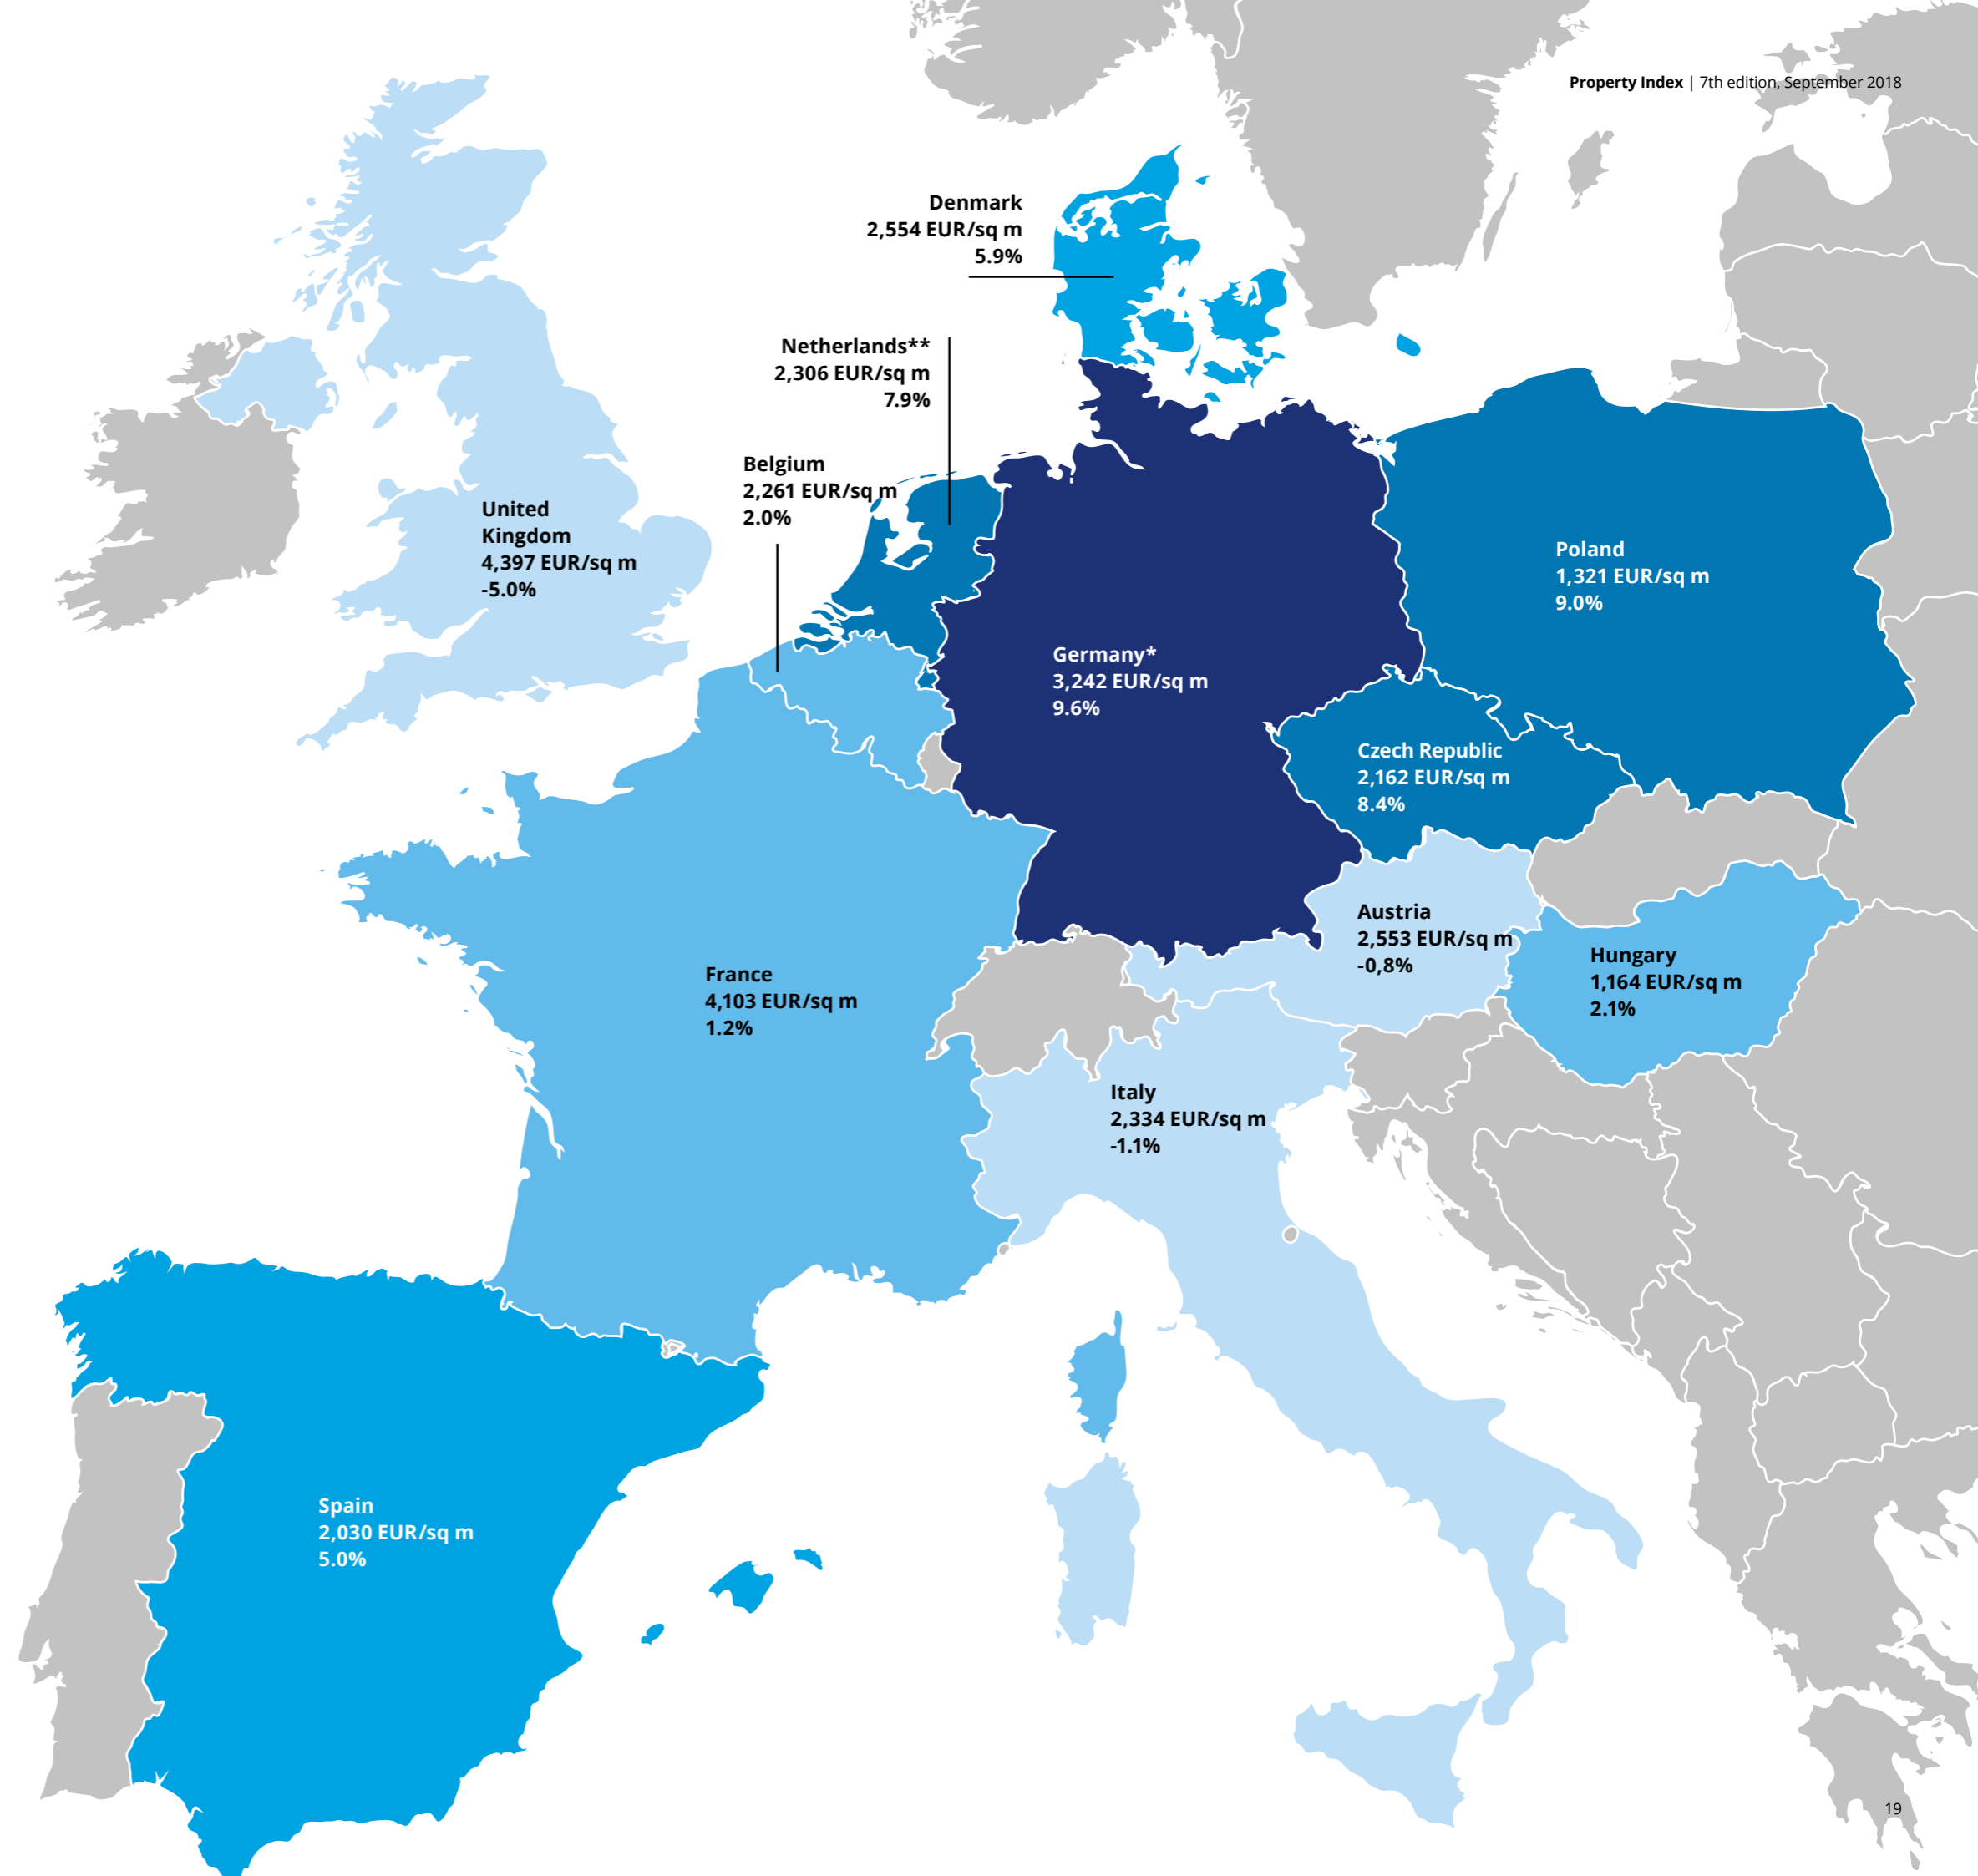 Property Index | 7th edition, September 2018
Denmark
2,554 EUR/sq m
5.9%
Netherlands**
2,306 EUR/sq m
7.9%
Belgium
2,261 EUR/sq m
2.0%
United
Kingdom
4,397 EUR/sq m
-5.0%
Poland
1,321 EUR/sq m
9.0%
Germany*
3,242 EUR/sq m
9.6%
Czech Republic
2,162 EUR/sq m
8.4%
Austria
2,553 EUR/sq m
-0,8%
Hungary
1,164 EUR/sq m
2.1%
France
4,103 EUR/sq m
1.2%
Italy
2,334 EUR/sq m
-1.1%
Spain
2,030 EUR/sq m
5.0%
19